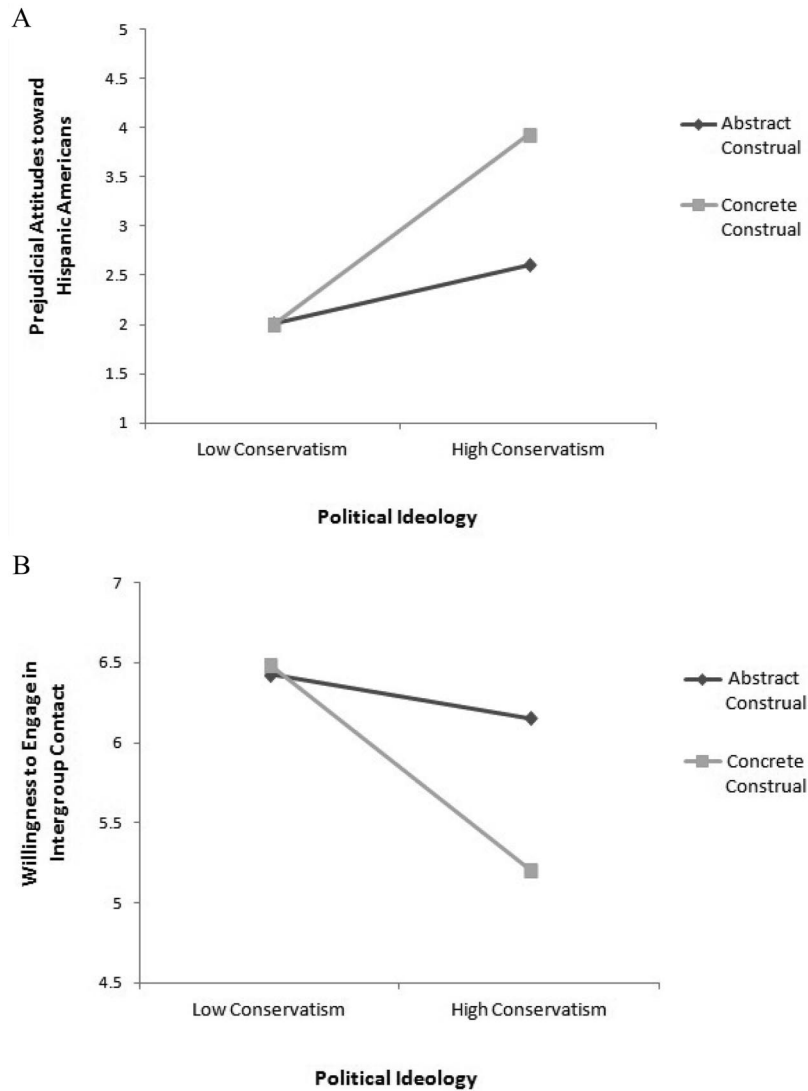 A
5
4.5
4
3.5
3
2.5
2
1.5
1
Prejudicial Attitudes toward
Hispanic Americans
Low Conservatism
High Conservatism
Political Ideology
Abstract
Construal
Concrete
Construal
B
7
6.5
6
5.5
5
4.5
Willingness to Engage in
Intergroup Contact
Low Conservatism
High Conservatism
Political Ideology
Abstract
Construal
Concrete
Construal